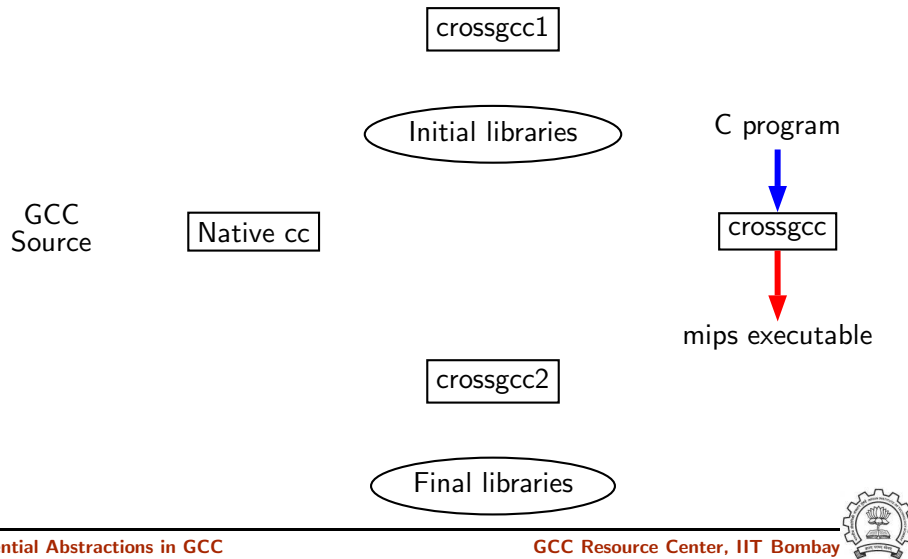 crossgcc1
Initial libraries
C program
GCC
Source
Native cc
crossgcc
mips executable
crossgcc2
Final libraries
ntial Abstractions in GCC
GCC Resource Center, IIT Bombay